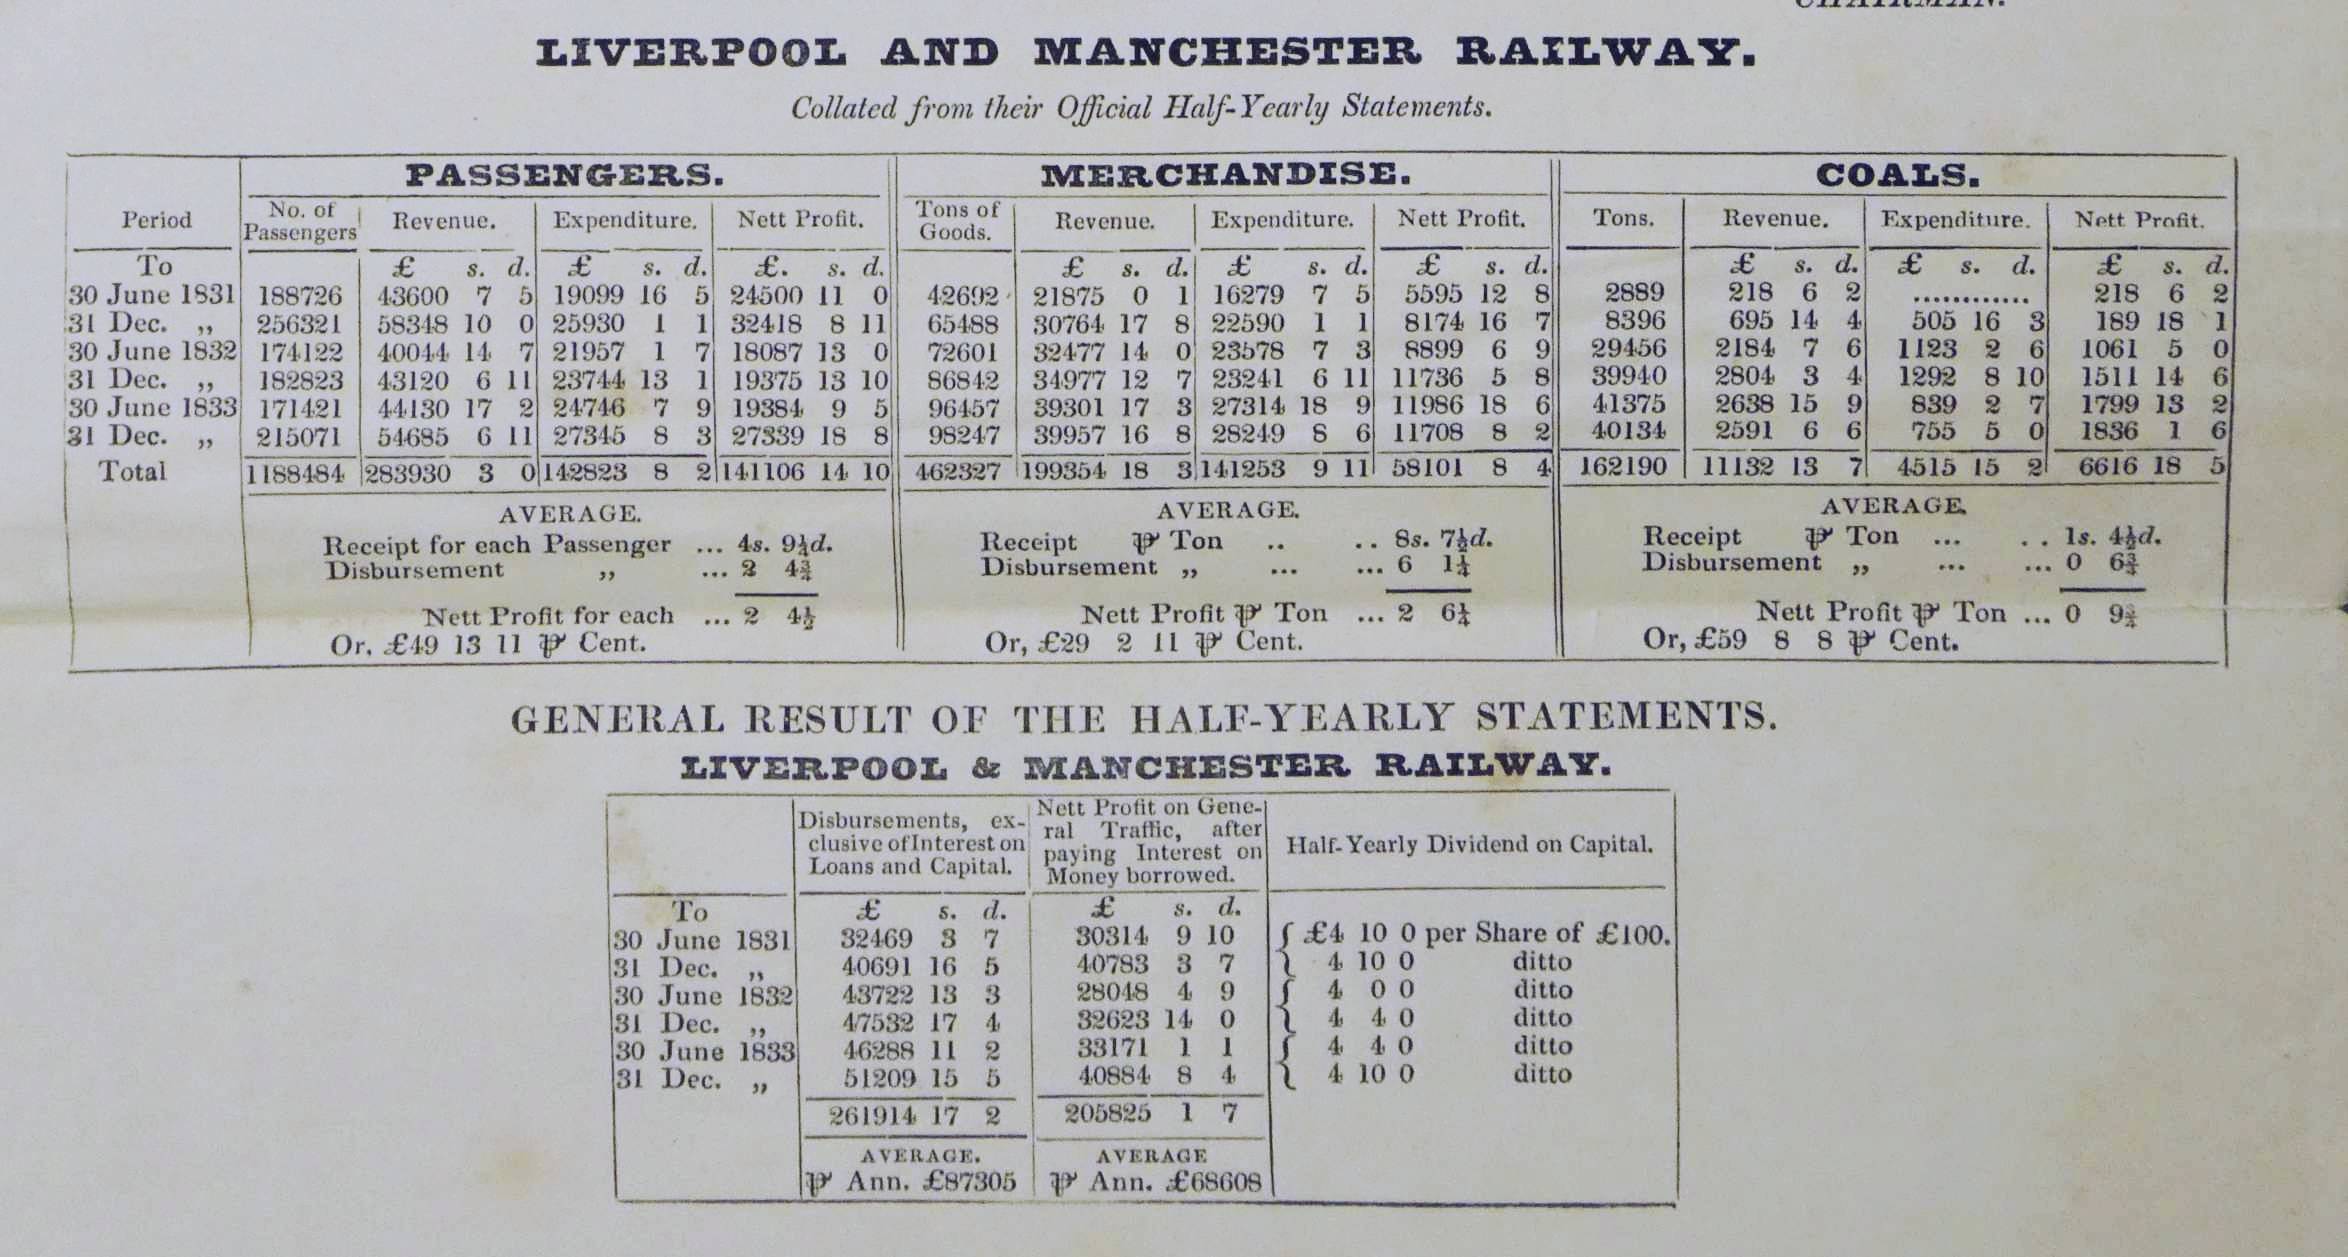 CHAIRMAN.
LIVERPOOL AND MANCHESTER RAILWAY.
Collated from their Official Half-Yearly Statements.
PASSENGERS. MERCHANDISE. COALS.
Period No. of Passengers Revenue. Expenditure. Nett Profit. Tons of Goods. Revenue. Expenditure. Nett Profit. Tons. Revenue. Expenditure. Nett Profit.
To £ s. d. £ s. d. £. s. d. £ s. d. £ s. d. £ s. d. £ s. d. £ s. d. £ s. d.
30 June 1831 188726 43600 7 5 19099 16 5 24500 11 0 42692 21875 0 1 16279 7 5 5595 12 8 2889 218 6 2 ............ 218 6 2
31 Dec. „ 256321 58348 10 0 25930 1 1 32418 8 11 65488 30764 17 8 22590 1 1 8174 16 7 8396 695 14 4 505 16 3 189 18 1
30 June 1832 174122 40044 14 7 21957 1 7 18087 13 0 72601 32477 14 0 23578 7 3 8899 6 9 29456 2184 7 6 1123 2 6 1061 5 0
31 Dec. „ 182823 43120 6 11 23744 13 1 19375 13 10 86842 34977 12 7 23241 6 11 11736 5 8 39940 2804 3 4 1292 8 10 1511 14 6
30 June 1833 171421 44130 17 2 24746 7 9 19384 9 5 96457 39301 17 3 27314 18 9 11986 18 6 41375 2638 15 9 839 2 7 1799 13 2
31 Dec. „ 215071 54685 6 11 27345 8 3 27339 18 8 98247 39957 16 8 28249 8 6 11708 8 2 40134 2591 6 6 755 5 0 1836 1 6
Total 1188484 283930 3 0 142823 8 2 141106 14 10 462327 199354 18 3 141253 9 11 58101 8 4 162190 11132 13 7 4515 15 2 6616 18 5
AVERAGE. AVERAGE. AVERAGE.
Receipt for each Passenger ... 4s. 9¼d. Receipt ⅌ Ton .. .. 8s. 7½d. Receipt ⅌ Ton ... .. 1s. 4½d.
Disbursement „ ... 2 4¾ Disbursement „ ... ... 6 1¼ Disbursement „ ... ... 0 6¾
Nett Profit for each ... 2 4½ Nett Profit ⅌ Ton ... 2 6¼ Nett Profit ⅌ Ton ... 0 9¾
Or, £49 13 11 ⅌ Cent. Or, £29 2 11 ⅌ Cent. Or, £59 8 8 ⅌ Cent.
GENERAL RESULT OF THE HALF-YEARLY STATEMENTS.
LIVERPOOL & MANCHESTER RAILWAY.
Disbursements, exclusive of Interest on Loans and Capital. Nett Profit on General Traffic, after paying Interest on Money borrowed. Half-Yearly Dividend on Capital.
To £ s. d. £ s. d.
30 June 1831 32469 3 7 30314 9 10 £4 10 0 per Share of £100.
31 Dec. „ 40691 16 5 40783 3 7 4 10 0 ditto
30 June 1832 43722 13 3 28048 4 9 4 0 0 ditto
31 Dec. „ 47532 17 4 32623 14 0 4 4 0 ditto
30 June 1833 46288 11 2 33171 1 1 4 4 0 ditto
31 Dec. „ 51209 15 5 40884 8 4 4 10 0 ditto
261914 17 2 205825 1 7
AVERAGE. AVERAGE
⅌ Ann. £87305 ⅌ Ann. £68608